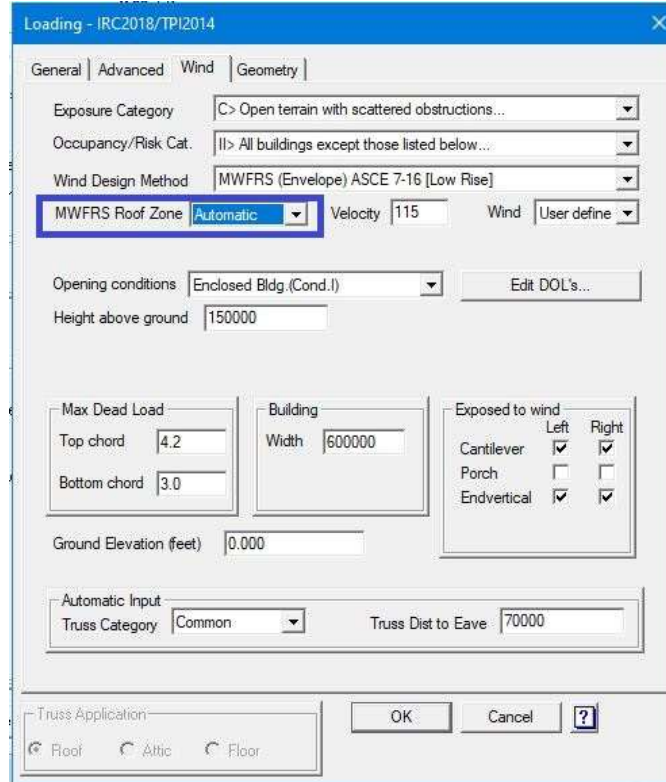 Loading - IRC2018/TPI2014
General Advanced Wind Geometry
Exposure Category C> Open terrain with scattered obstructions...
Occupancy/Risk Cat. II> All buildings except those listed below...
Wind Design Method MWFRS (Envelope) ASCE 7-16 [Low Rise]
MWFRS Roof Zone Automatic Velocity 115 Wind User define
Opening conditions Enclosed Bldg.(Cond.I) Edit DOL's...
Height above ground 150000
Max Dead Load Building Exposed to wind
Left Right
Top chord 4.2 Width 600000 Cantilever
Porch
Bottom chord 3.0 Endvertical
Ground Elevation (feet) 0.000
Automatic Input
Truss Category Common Truss Dist to Eave 70000
Truss Application OK Cancel ?
Roof Attic Floor